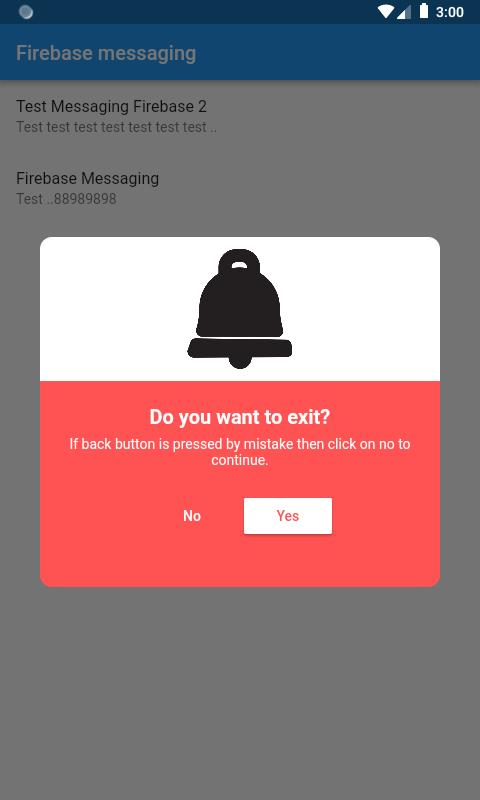 3:00
Firebase messaging
Test Messaging Firebase 2
Test test test test test test test ..
Firebase Messaging
Test ..88989898
Do you want to exit?
If back button is pressed by mistake then click on no to
continue.
No
Yes